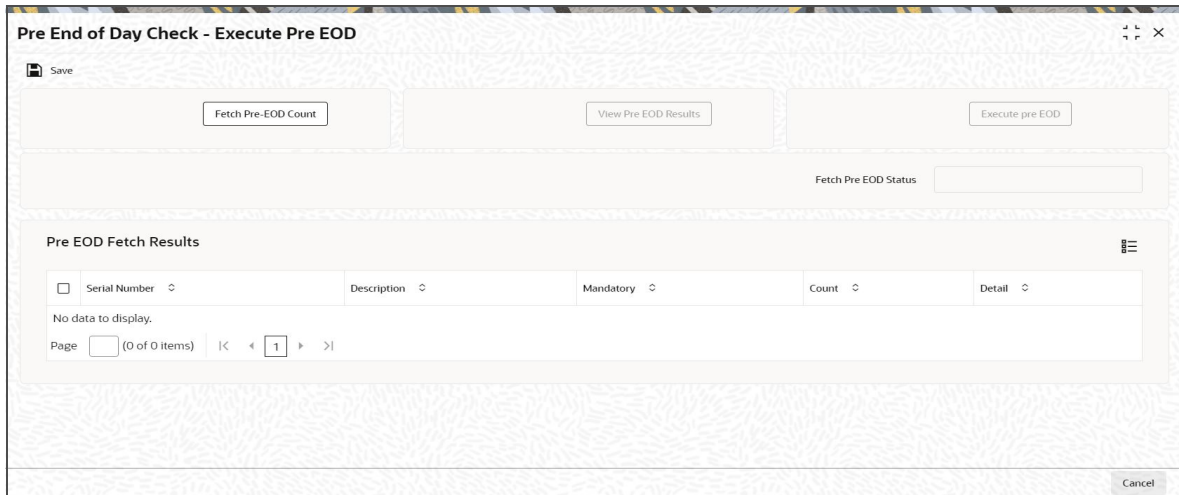 Pre End of Day Check - Execute Pre EOD
Save
Fetch Pre-EOD Count
View Pre EOD Results
Execute pre EOD
Fetch Pre EOD Status
Pre EOD Fetch Results
Serial Number Description Mandatory Count Detail
No data to display.
Page (0 of 0 items) 1
Cancel